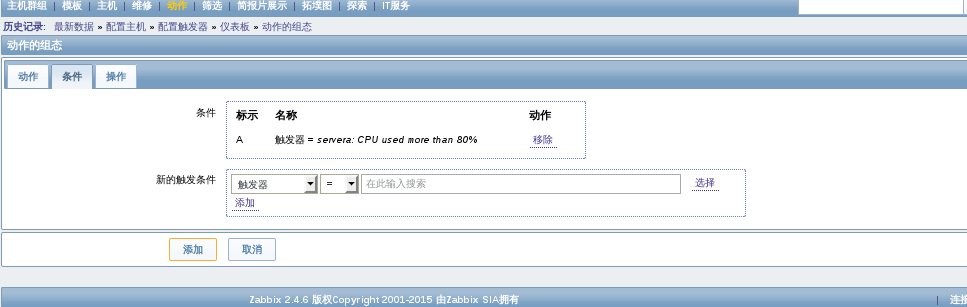 主机群组 | 模板 | 主机 | 维修 | 动作 | 筛选 | 简报片展示 | 拓墣图 | 探索 | IT服务
历史记录: 最新数据 » 配置主机 » 配置触发器 » 仪表板 » 动作的组态
动作的组态
动作 条件 操作
条件 标示 名称 动作
A 触发器 = servera: CPU used more than 80% 移除
新的触发条件 触发器 = 在此输入搜索 选择
添加
添加 取消
Zabbix 2.4.6 版权Copyright 2001-2015 由Zabbix SIA拥有 | 连接